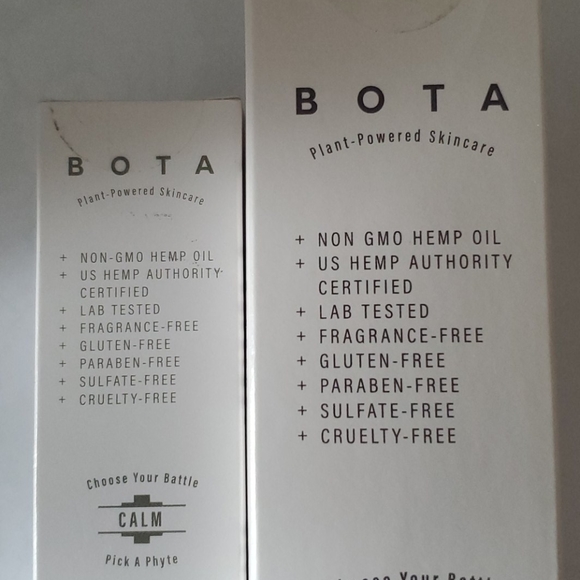 BOTA
Plant-Powered Skincare
+ NON-GMO HEMP OIL
+ US HEMP AUTHORITY
CERTIFIED
+ LAB TESTED
+ FRAGRANCE-FREE
+ GLUTEN-FREE
+ PARABEN-FREE
+ SULFATE-FREE
+ CRUELTY-FREE
Choose Your Battle
CALM
Pick A Phyte
BOTA
Plant-Powered Skincare
+ NON GMO HEMP OIL
+ US HEMP AUTHORITY
CERTIFIED
+ LAB TESTED
+ FRAGRANCE-FREE
+ GLUTEN-FREE
+ PARABEN-FREE
+ SULFATE-FREE
+ CRUELTY-FREE
Your